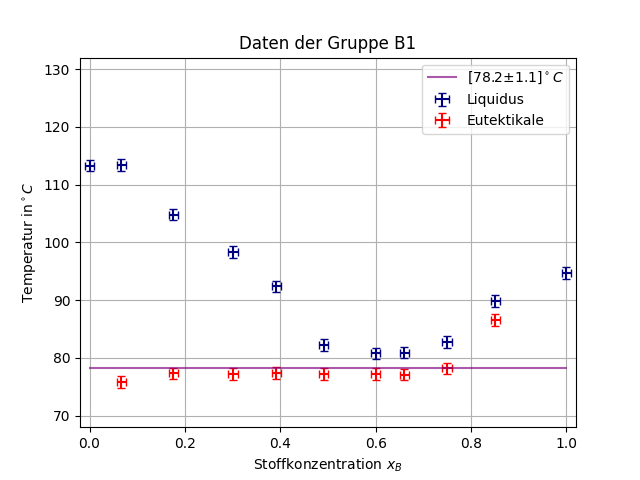 Daten der Gruppe B1
[78.2±1.1]°C
Liquidus
Eutektikale
130
120
110
100
90
80
70
Temperatur in °C
0.0 0.2 0.4 0.6 0.8 1.0
Stoffkonzentration x_B